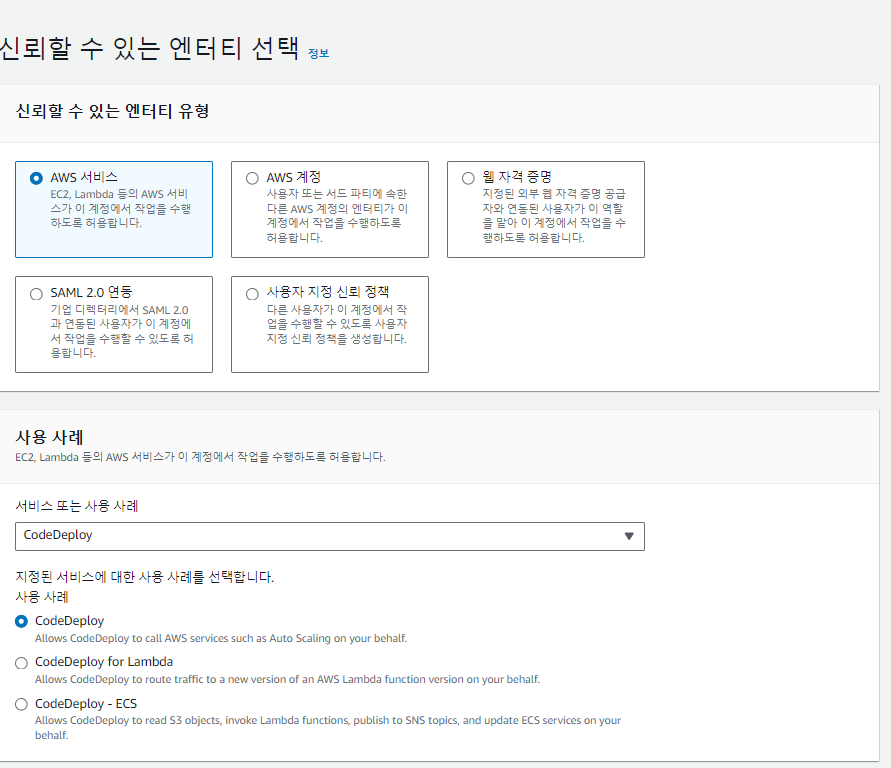 신뢰할 수 있는 엔터티 선택 정보
신뢰할 수 있는 엔터티 유형
AWS 서비스
EC2, Lambda 등의 AWS 서비
스가 이 계정에서 작업을 수행
하도록 허용합니다.
AWS 계정
사용자 또는 서드 파티에 속한
다른 AWS 계정의 엔터티가 이
계정에서 작업을 수행하도록
허용합니다.
웹 자격 증명
지정된 외부 웹 자격 증명 공급
자와 연동된 사용자가 이 역할
을 맡아 이 계정에서 작업을 수
행하도록 허용합니다.
SAML 2.0 연동
기업 디렉터리에서 SAML 2.0
과 연동된 사용자가 이 계정에
서 작업을 수행할 수 있도록 허
용합니다.
사용자 지정 신뢰 정책
다른 사용자가 이 계정에서 작
업을 수행할 수 있도록 사용자
지정 신뢰 정책을 생성합니다.
사용 사례
EC2, Lambda 등의 AWS 서비스가 이 계정에서 작업을 수행하도록 허용합니다.
서비스 또는 사용 사례
CodeDeploy
지정된 서비스에 대한 사용 사례를 선택합니다.
사용 사례
CodeDeploy
Allows CodeDeploy to call AWS services such as Auto Scaling on your behalf.
CodeDeploy for Lambda
Allows CodeDeploy to route traffic to a new version of an AWS Lambda function version on your behalf.
CodeDeploy - ECS
Allows CodeDeploy to read S3 objects, invoke Lambda functions, publish to SNS topics, and update ECS services on your
behalf.